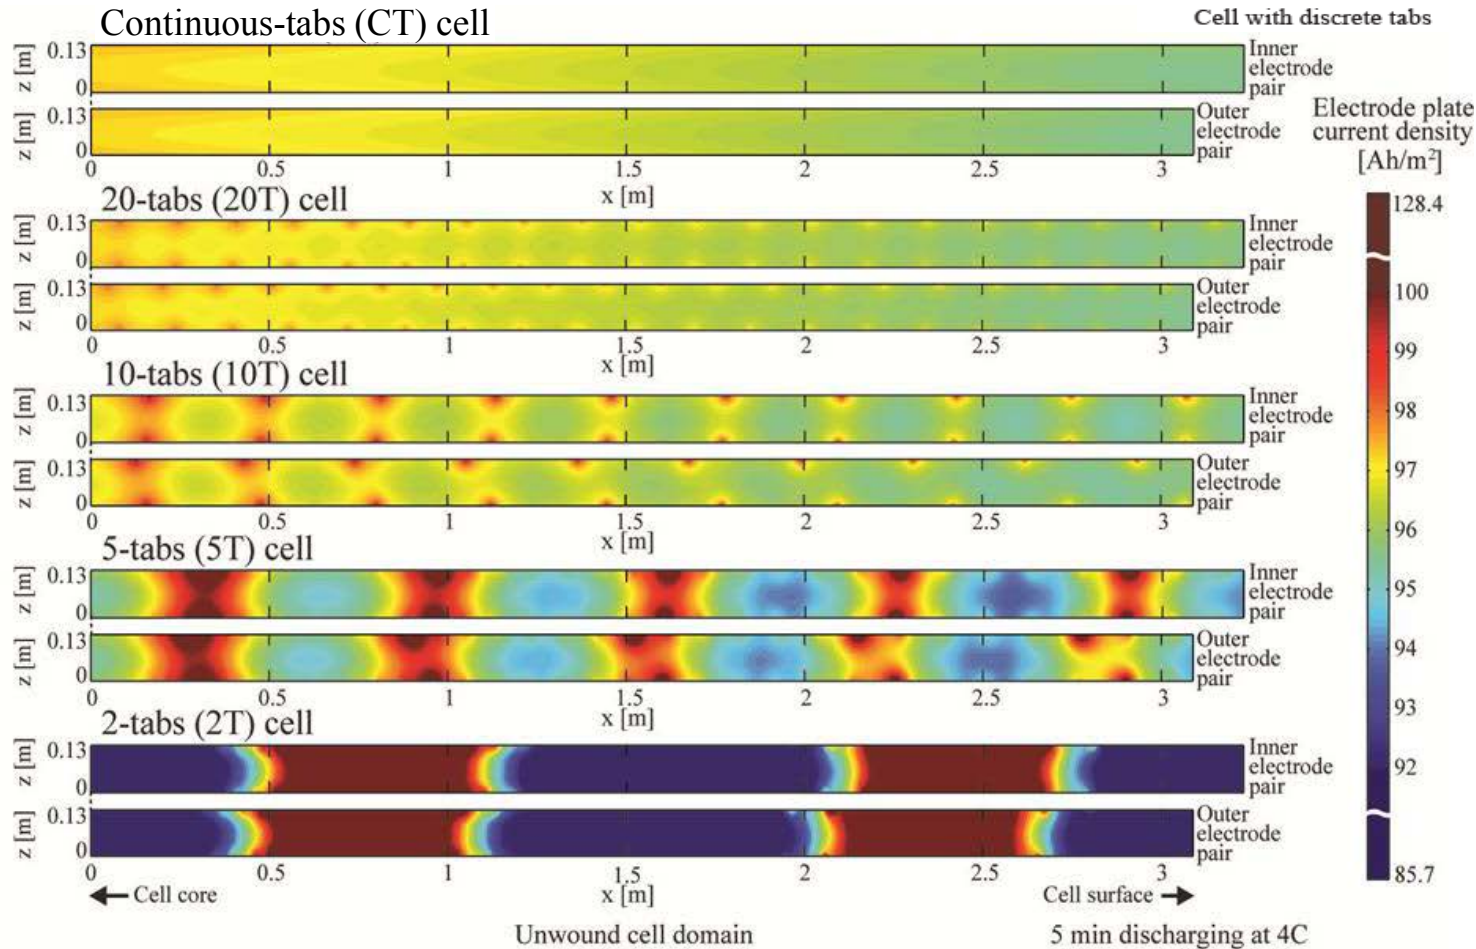 Continuous-tabs (CT) cell
Cell with discrete tabs
z [m]
0.13
0
Inner
electrode
pair
z [m]
0.13
0
Outer
electrode
pair
0 0.5 1 1.5 2 2.5 3
x [m]
Electrode plate
current density
[Ah/m²]
128.4
100
99
98
97
96
95
94
93
92
85.7
20-tabs (20T) cell
z [m]
0.13
0
Inner
electrode
pair
z [m]
0.13
0
Outer
electrode
pair
0 0.5 1 1.5 2 2.5 3
x [m]
10-tabs (10T) cell
z [m]
0.13
0
Inner
electrode
pair
z [m]
0.13
0
Outer
electrode
pair
0 0.5 1 1.5 2 2.5 3
x [m]
5-tabs (5T) cell
z [m]
0.13
0
Inner
electrode
pair
z [m]
0.13
0
Outer
electrode
pair
0 0.5 1 1.5 2 2.5 3
x [m]
2-tabs (2T) cell
z [m]
0.13
0
Inner
electrode
pair
z [m]
0.13
0
Outer
electrode
pair
0 0.5 1 1.5 2 2.5 3
← Cell core
x [m]
Cell surface →
Unwound cell domain
5 min discharging at 4C